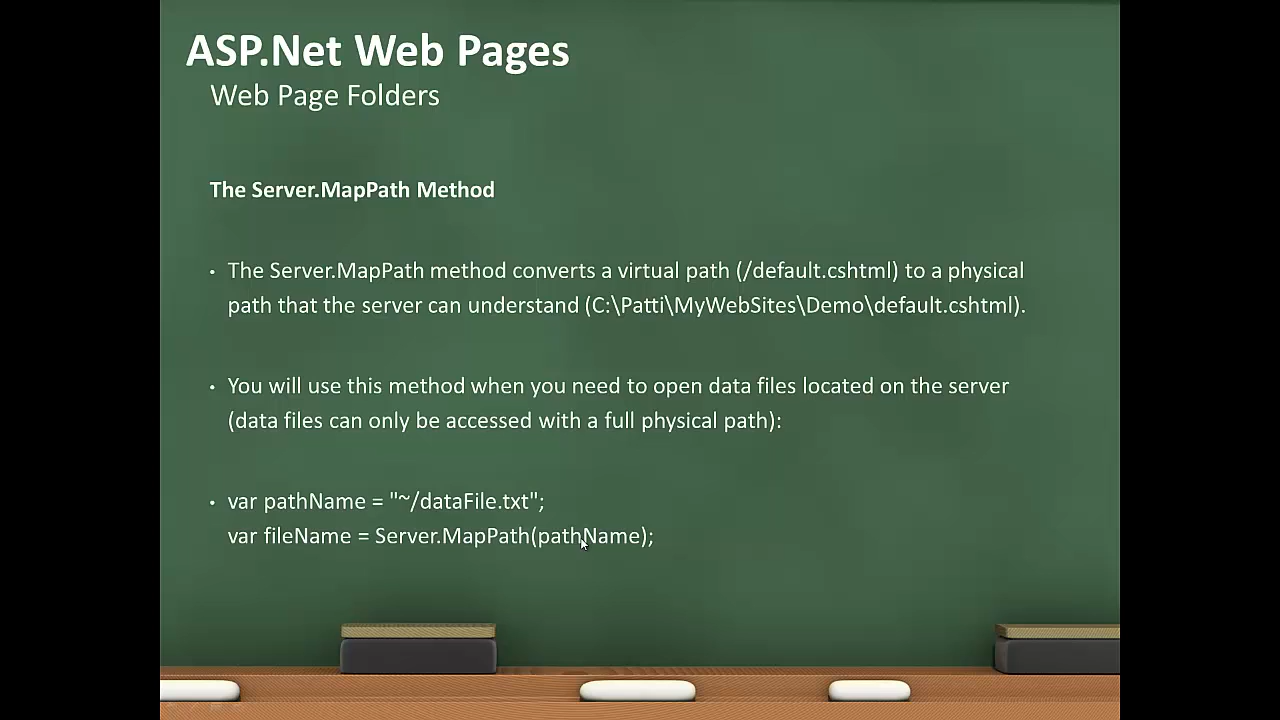 ASP.Net Web Pages
Web Page Folders
The Server.MapPath Method
• The Server.MapPath method converts a virtual path (/default.cshtml) to a physical
path that the server can understand (C:\Patti\MyWebSites\Demo\default.cshtml).
• You will use this method when you need to open data files located on the server
(data files can only be accessed with a full physical path):
• var pathName = "~/dataFile.txt";
var fileName = Server.MapPath(pathName);